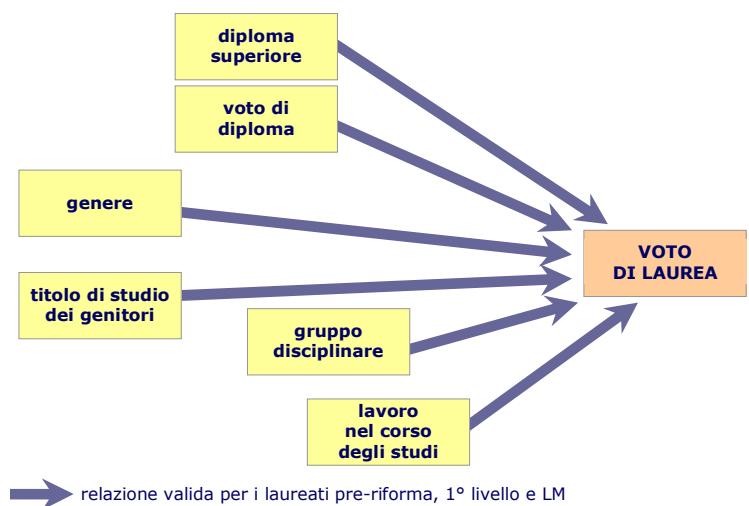 diploma
superiore
voto di
diploma
genere
VOTO
DI LAUREA
titolo di studio
dei genitori
gruppo
disciplinare
lavoro
nel corso
degli studi
relazione valida per i laureati pre-riforma, 1° livello e LM